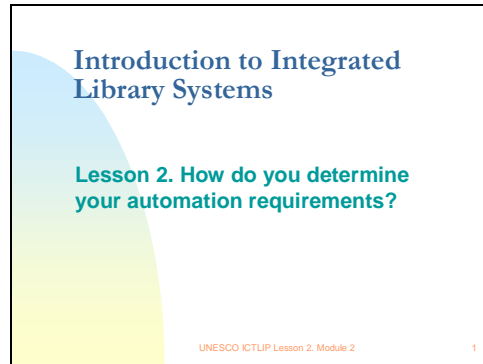 Introduction to Integrated
Library Systems
Lesson 2. How do you determine
your automation requirements?
UNESCO ICTLIP Lesson 2. Module 2 1